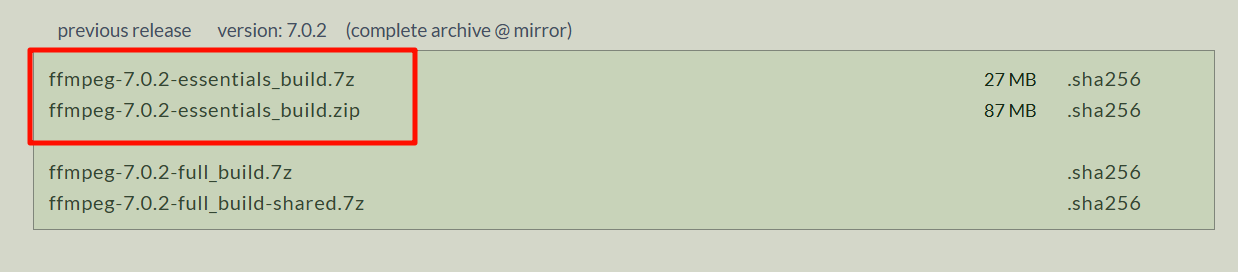 previous release version: 7.0.2 (complete archive @ mirror)
ffmpeg-7.0.2-essentials_build.7z 27 MB .sha256
ffmpeg-7.0.2-essentials_build.zip 87 MB .sha256
ffmpeg-7.0.2-full_build.7z .sha256
ffmpeg-7.0.2-full_build-shared.7z .sha256